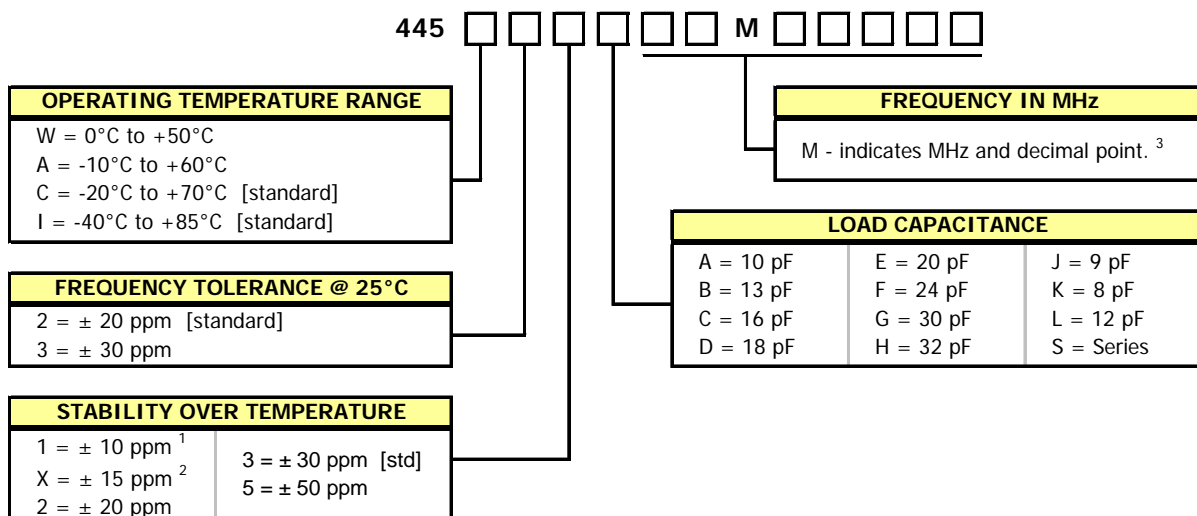 445 M
OPERATING TEMPERATURE RANGE
W = 0°C to +50°C
A = -10°C to +60°C
C = -20°C to +70°C [standard]
I = -40°C to +85°C [standard]
FREQUENCY TOLERANCE @ 25°C
2 = ± 20 ppm [standard]
3 = ± 30 ppm
STABILITY OVER TEMPERATURE
1 = ± 10 ppm 1
X = ± 15 ppm 2
2 = ± 20 ppm
3 = ± 30 ppm [std]
5 = ± 50 ppm
FREQUENCY IN MHz
M - indicates MHz and decimal point. 3
LOAD CAPACITANCE
A = 10 pF
B = 13 pF
C = 16 pF
D = 18 pF
E = 20 pF
F = 24 pF
G = 30 pF
H = 32 pF
J = 9 pF
K = 8 pF
L = 12 pF
S = Series